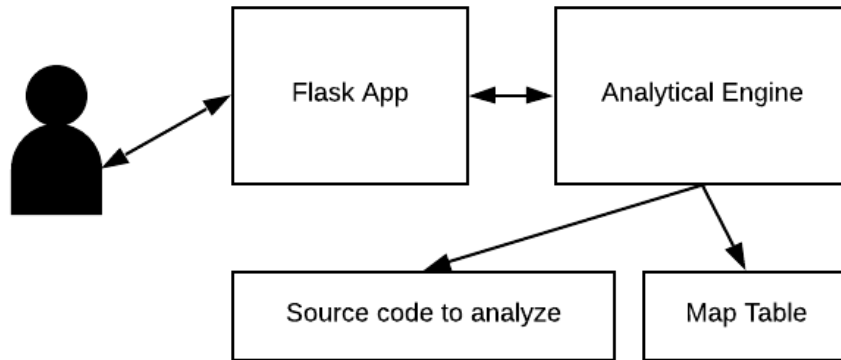 Flask App
Analytical Engine
Source code to analyze
Map Table